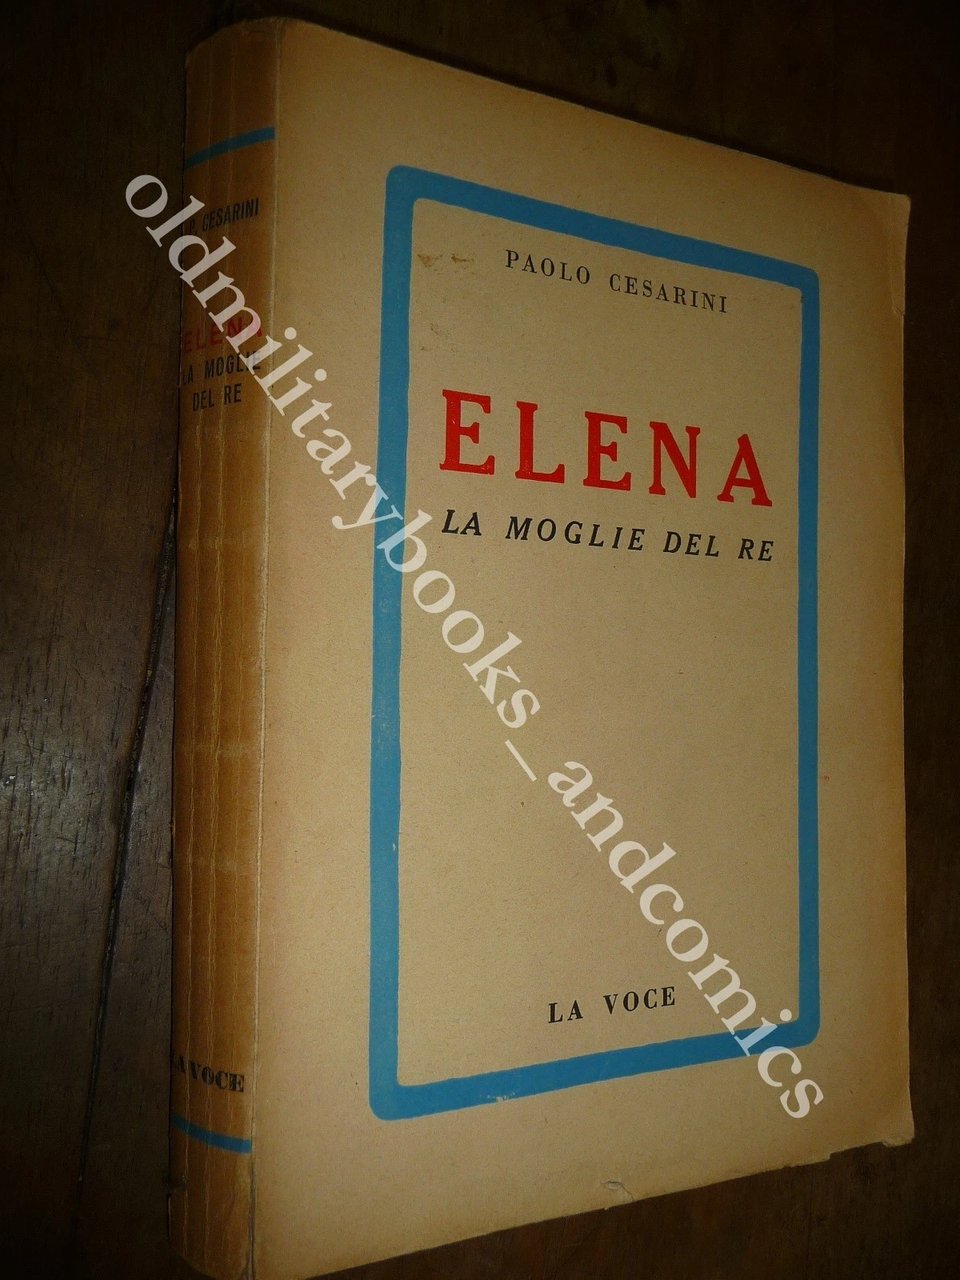 P. CESARINI
ELENA
LA MOGLIE
DEL RE
LA VOCE
PAOLO CESARINI
ELENA
LA MOGLIE DEL RE
LA VOCE
oldmilitarybooks_andcomics